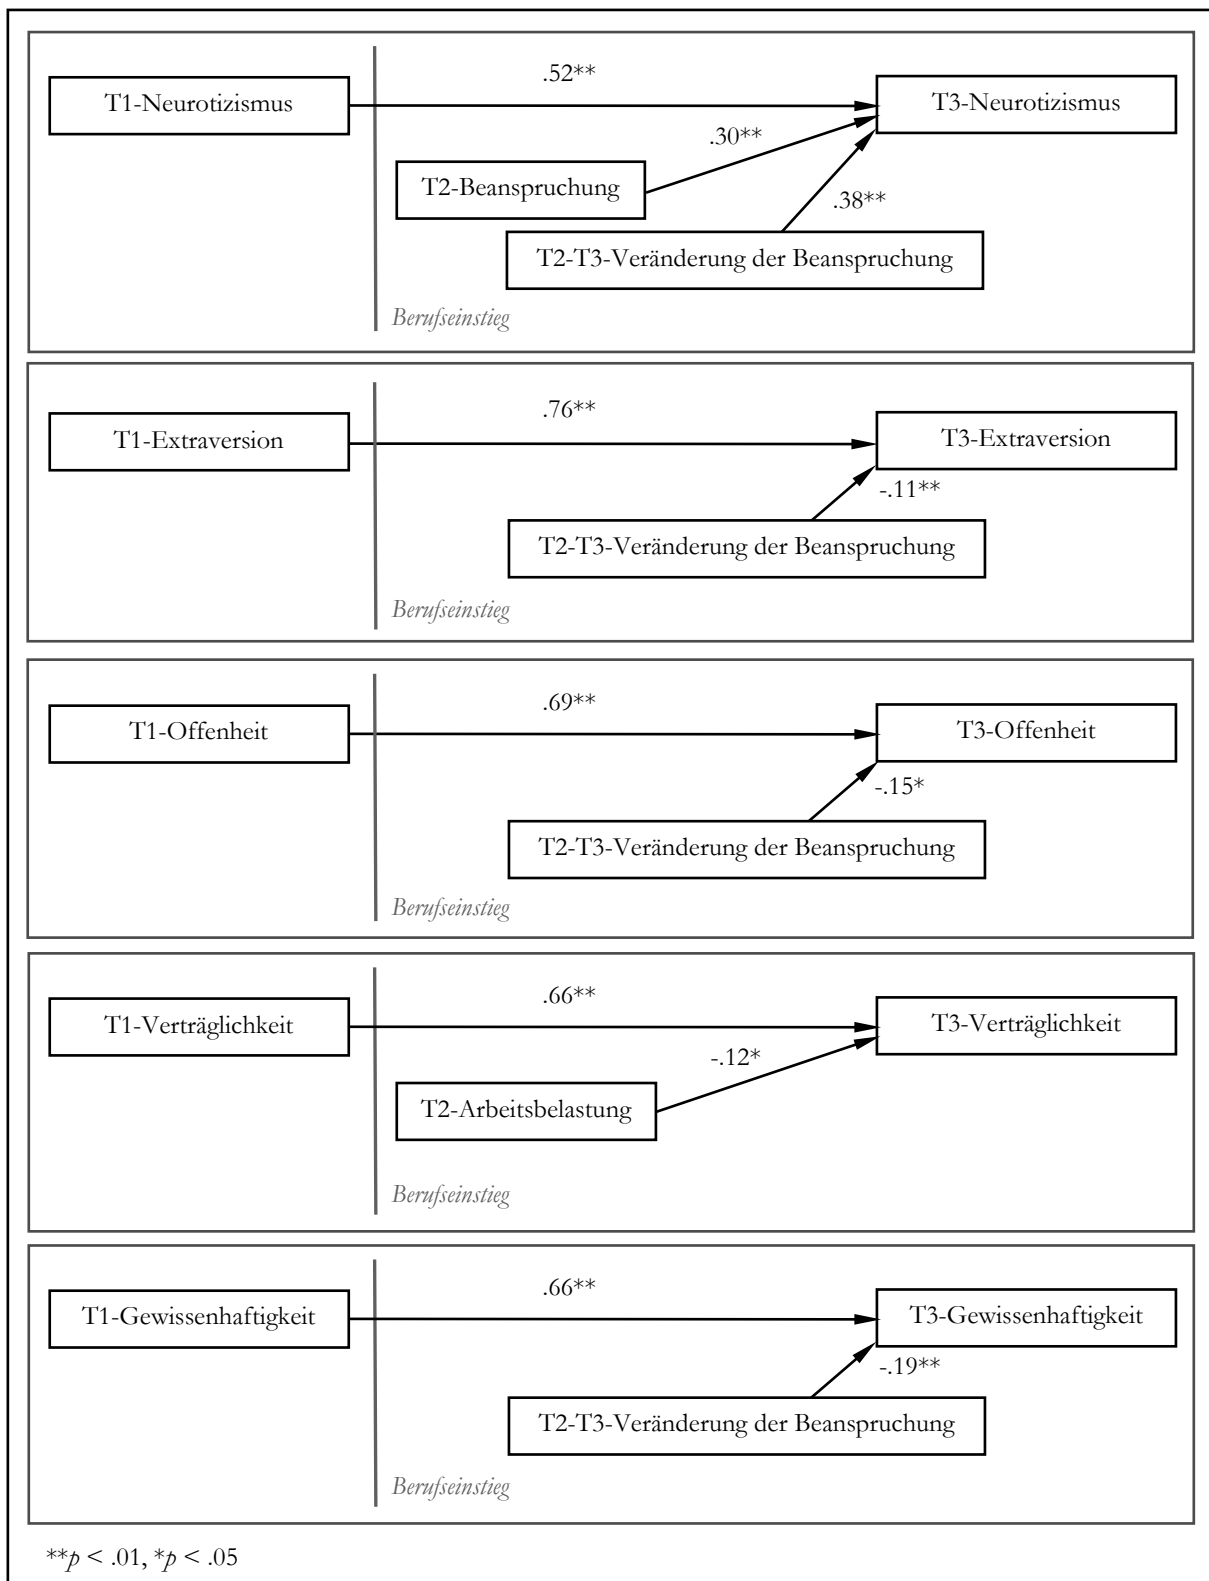 .52**
T1-Neurotizismus
T3-Neurotizismus
.30**
T2-Beanspruchung
.38**
T2-T3-Veränderung der Beanspruchung
Berufseinstieg
.76**
T1-Extraversion
T3-Extraversion
-.11**
T2-T3-Veränderung der Beanspruchung
Berufseinstieg
.69**
T1-Offenheit
T3-Offenheit
-.15*
T2-T3-Veränderung der Beanspruchung
Berufseinstieg
.66**
T1-Verträglichkeit
T3-Verträglichkeit
-.12*
T2-Arbeitsbelastung
Berufseinstieg
.66**
T1-Gewissenhaftigkeit
T3-Gewissenhaftigkeit
-.19**
T2-T3-Veränderung der Beanspruchung
Berufseinstieg
**p < .01, *p < .05